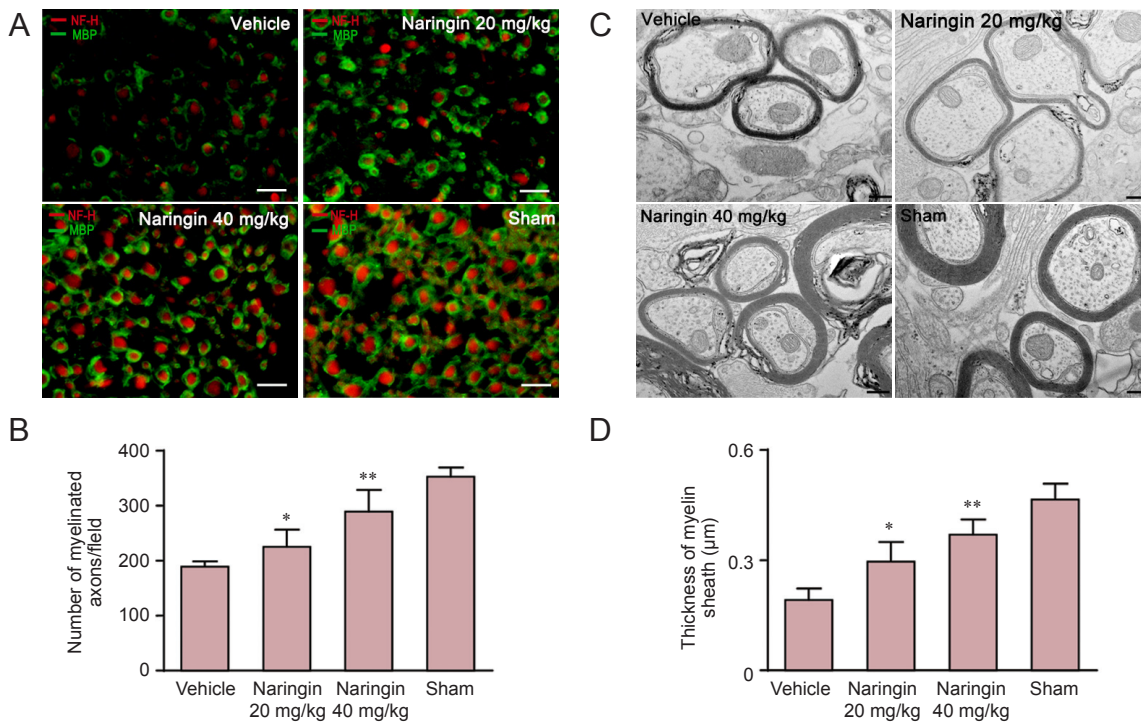 A
NF-H
MBP
Vehicle
NF-H
MBP
Naringin 20 mg/kg
NF-H
MBP
Naringin 40 mg/kg
NF-H
MBP
Sham
B
Number of myelinated
axons/fleld
400
300
200
100
0
*
**
Vehicle
Naringin
20 mg/kg
Naringin
40 mg/kg
Sham
C
Vehicle
Naringin 20 mg/kg
Naringin 40 mg/kg
Sham
D
Thickness of myelin
sheath (μm)
0.6
0.3
0
*
**
Vehicle
Naringin
20 mg/kg
Naringin
40 mg/kg
Sham